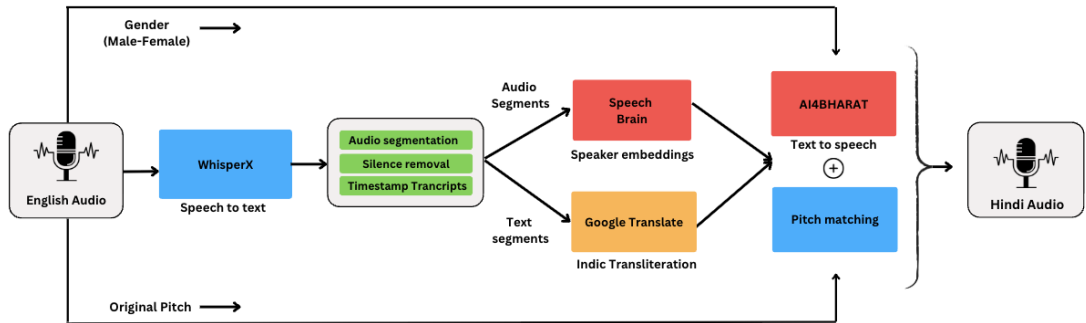 Gender
(Male-Female)
English Audio
WhisperX
Speech to text
Audio segmentation
Silence removal
Timestamp Trancripts
Audio
Segments
Text
segments
Speech
Brain
Speaker embeddings
Google Translate
Indic Transliteration
AI4BHARAT
Text to speech
+
Pitch matching
Hindi Audio
Original Pitch